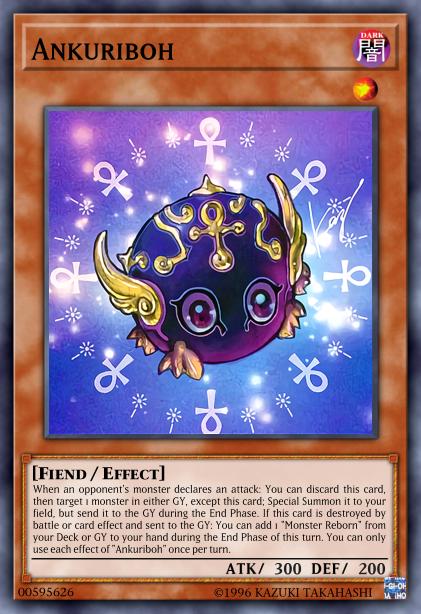 ANKURIBOH
DARK
闇
[FIEND / EFFECT]
When an opponent's monster declares an attack: You can discard this card,
then target 1 monster in either GY, except this card; Special Summon it to your
field, but send it to the GY during the End Phase. If this card is destroyed by
battle or card effect and sent to the GY: You can add 1 "Monster Reborn" from
your Deck or GY to your hand during the End Phase of this turn. You can only
use each effect of "Ankuriboh" once per turn.
ATK/ 300 DEF/ 200
00595626
©1996 KAZUKI TAKAHASHI